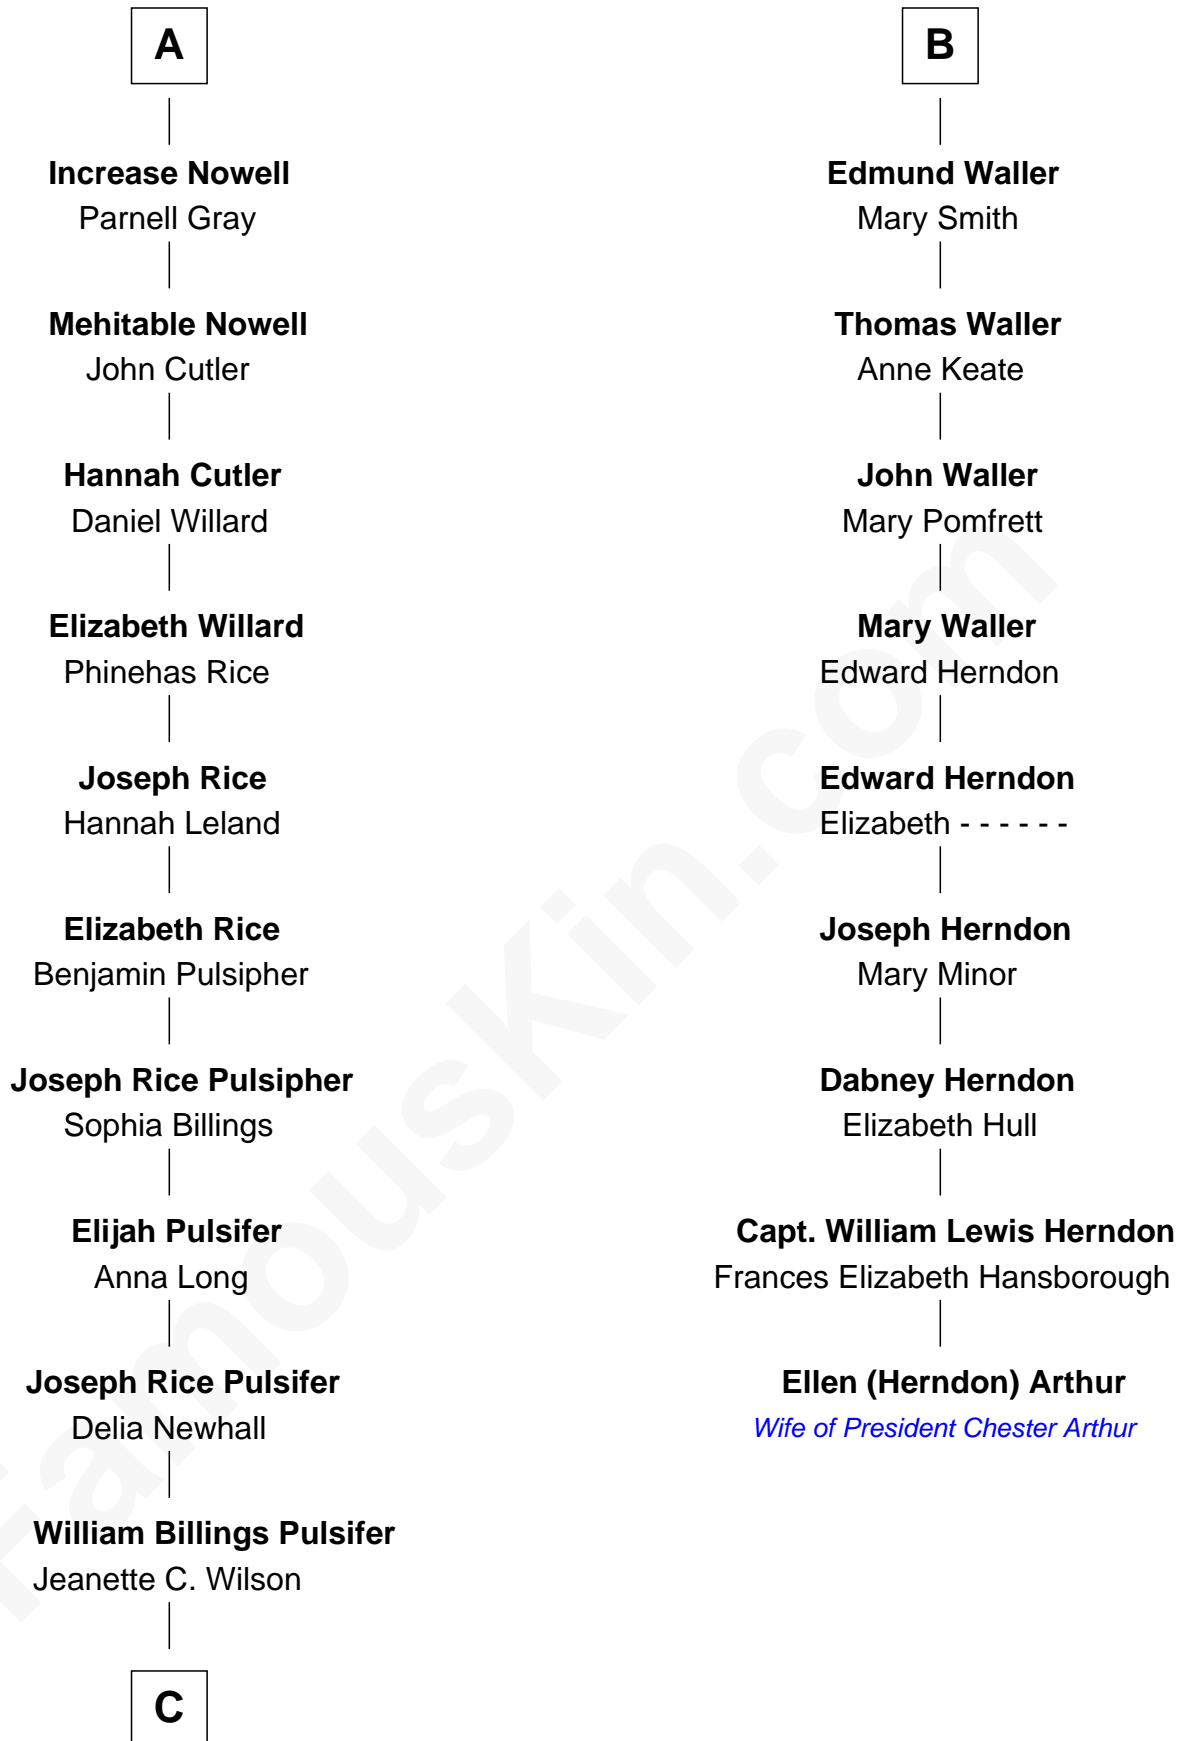 A
Increase Nowell
Parnell Gray
Mehitable Nowell
John Cutler
Hannah Cutler
Daniel Willard
Elizabeth Willard
Phinehas Rice
Joseph Rice
Hannah Leland
Elizabeth Rice
Benjamin Pulsipher
Joseph Rice Pulsipher
Sophia Billings
Elijah Pulsifer
Anna Long
Joseph Rice Pulsifer
Delia Newhall
William Billings Pulsifer
Jeanette C. Wilson
C
B
Edmund Waller
Mary Smith
Thomas Waller
Anne Keate
John Waller
Mary Pomfrett
Mary Waller
Edward Herndon
Edward Herndon
Elizabeth - - - - - -
Joseph Herndon
Mary Minor
Dabney Herndon
Elizabeth Hull
Capt. William Lewis Herndon
Frances Elizabeth Hansborough
Ellen (Herndon) Arthur
Wife of President Chester Arthur
FamousKin.com